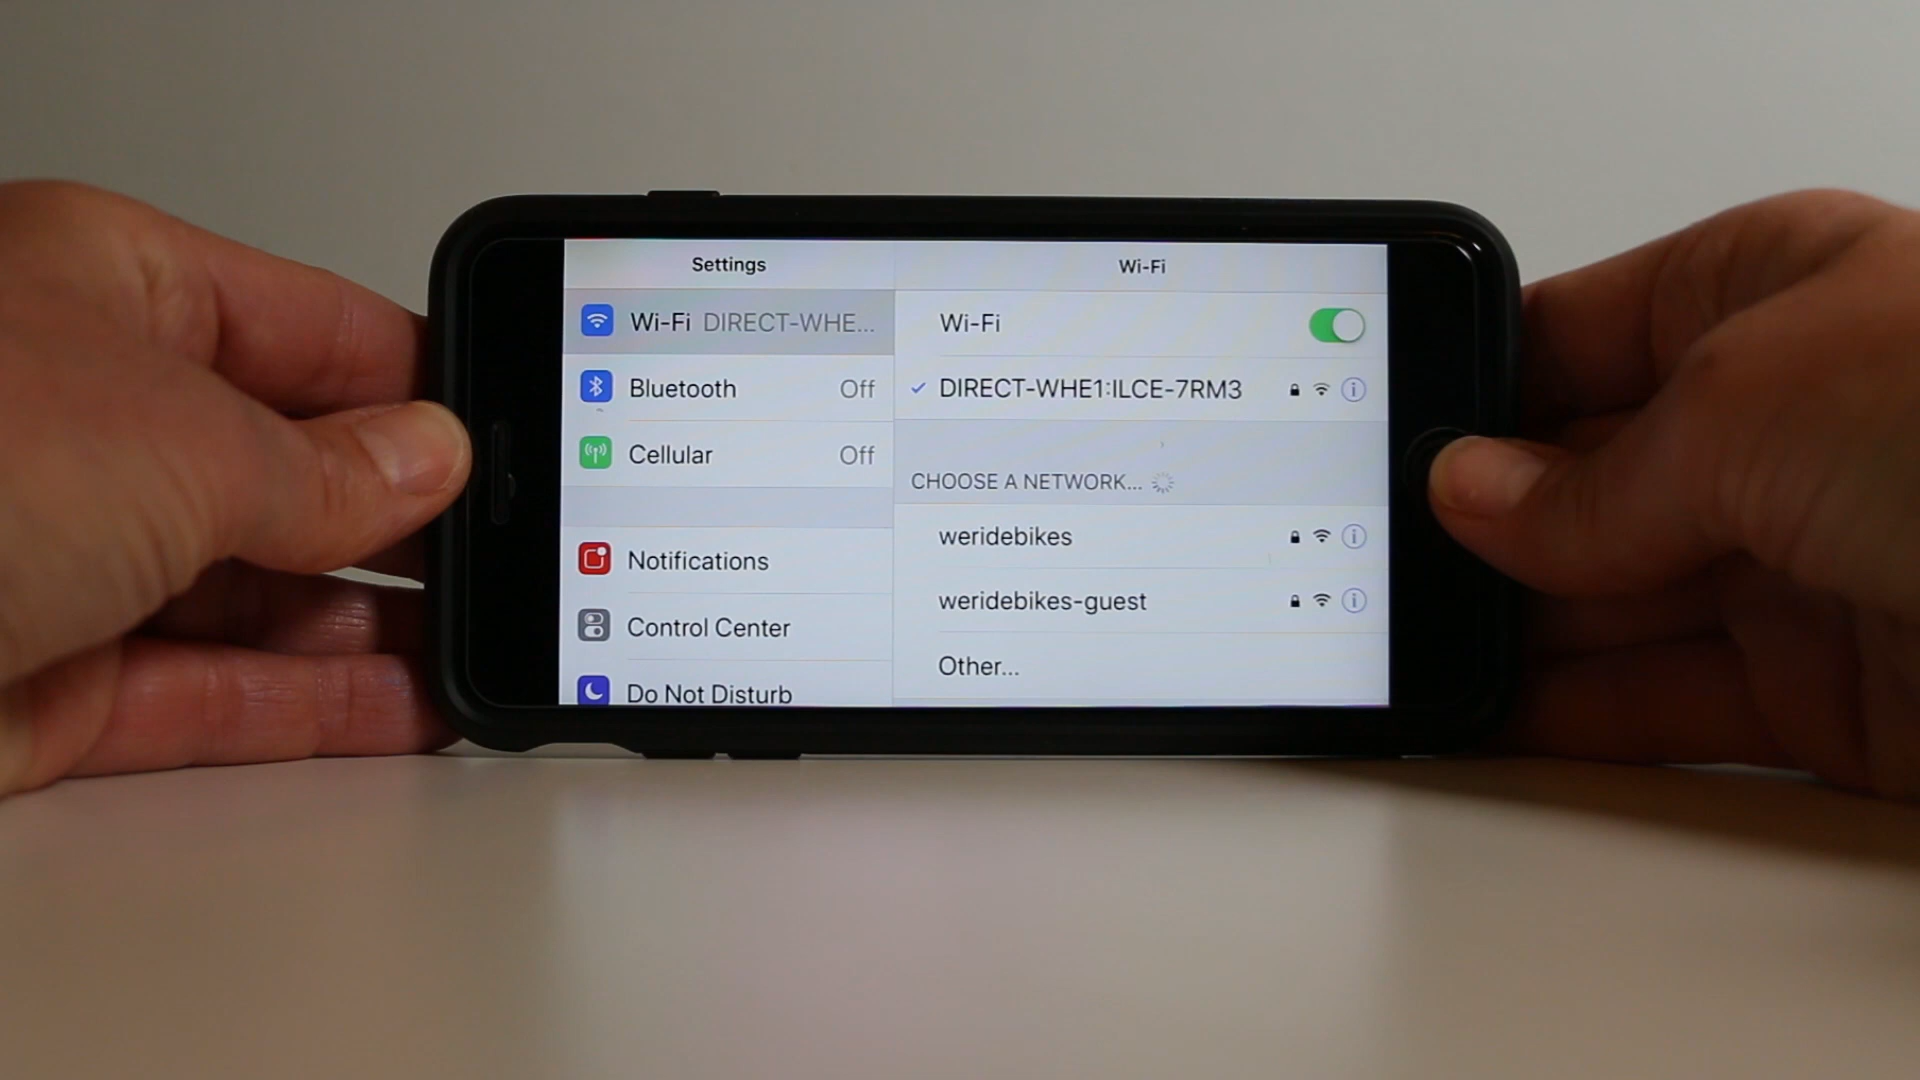 Settings
Wi-Fi DIRECT-WHE...
Bluetooth Off
Cellular Off
Notifications
Control Center
Do Not Disturb
Wi-Fi
Wi-Fi
DIRECT-WHE1:ILCE-7RM3
CHOOSE A NETWORK...
weridebikes
weridebikes-guest
Other...